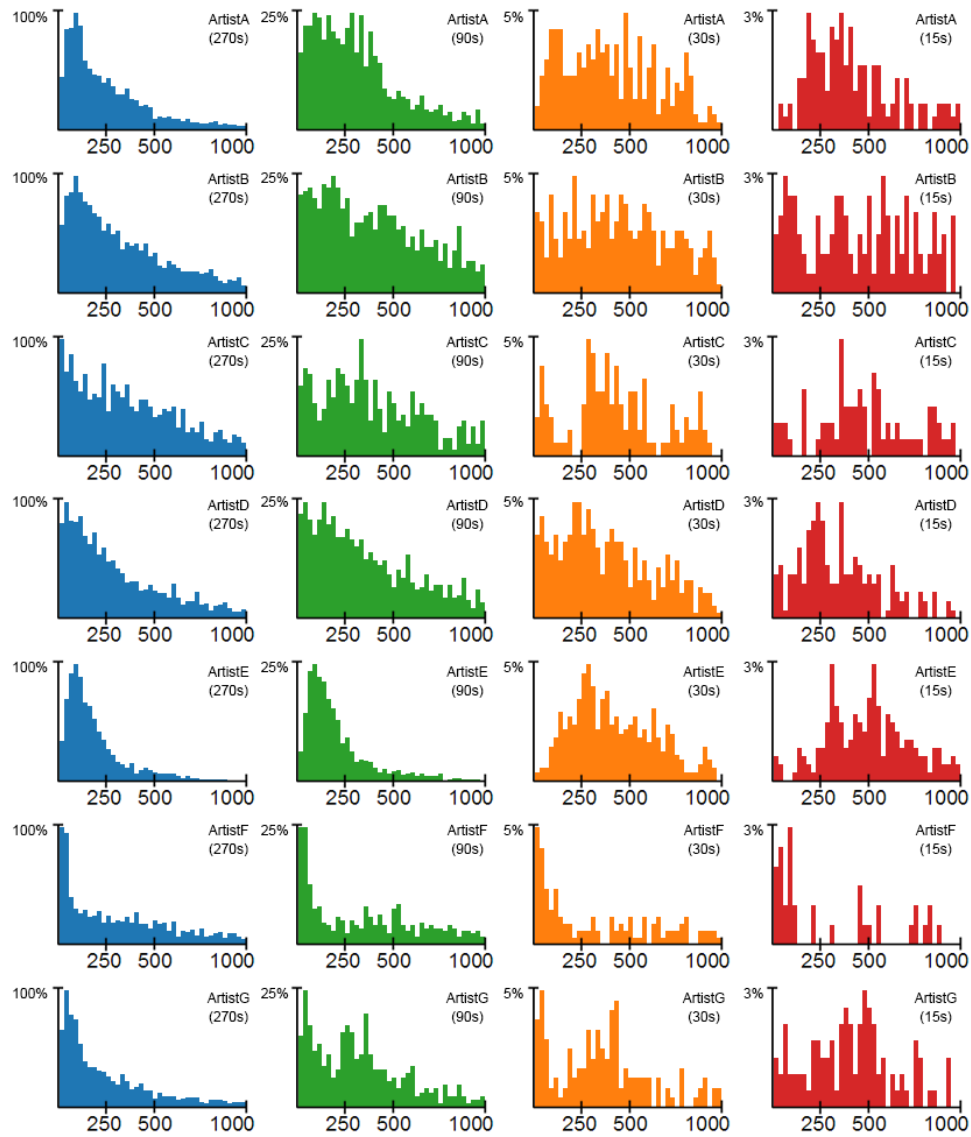 100% ArtistA 25% ArtistA 5% ArtistA 3% ArtistA
(270s) (90s) (30s) (15s)
250 500 1000 250 500 1000 250 500 1000 250 500 1000
100% ArtistB 25% ArtistB 5% ArtistB 3% ArtistB
(270s) (90s) (30s) (15s)
250 500 1000 250 500 1000 250 500 1000 250 500 1000
100% ArtistC 25% ArtistC 5% ArtistC 3% ArtistC
(270s) (90s) (30s) (15s)
250 500 1000 250 500 1000 250 500 1000 250 500 1000
100% ArtistD 25% ArtistD 5% ArtistD 3% ArtistD
(270s) (90s) (30s) (15s)
250 500 1000 250 500 1000 250 500 1000 250 500 1000
100% ArtistE 25% ArtistE 5% ArtistE 3% ArtistE
(270s) (90s) (30s) (15s)
250 500 1000 250 500 1000 250 500 1000 250 500 1000
100% ArtistF 25% ArtistF 5% ArtistF 3% ArtistF
(270s) (90s) (30s) (15s)
250 500 1000 250 500 1000 250 500 1000 250 500 1000
100% ArtistG 25% ArtistG 5% ArtistG 3% ArtistG
(270s) (90s) (30s) (15s)
250 500 1000 250 500 1000 250 500 1000 250 500 1000